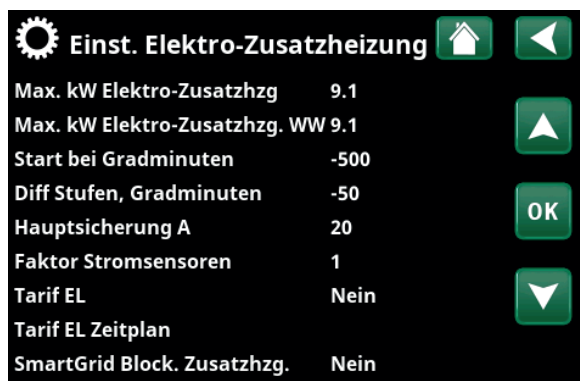 Einst. Elektro-Zusatzheizung
Max. kW Elektro-Zusatzhzg 9.1
Max. kW Elektro-Zusatzhzg. WW 9.1
Start bei Gradminuten -500
Diff Stufen, Gradminuten -50
OK
Hauptsicherung A 20
Faktor Stromsensoren 1
Tarif EL Nein
Tarif EL Zeitplan
SmartGrid Block. Zusatzhzg. Nein